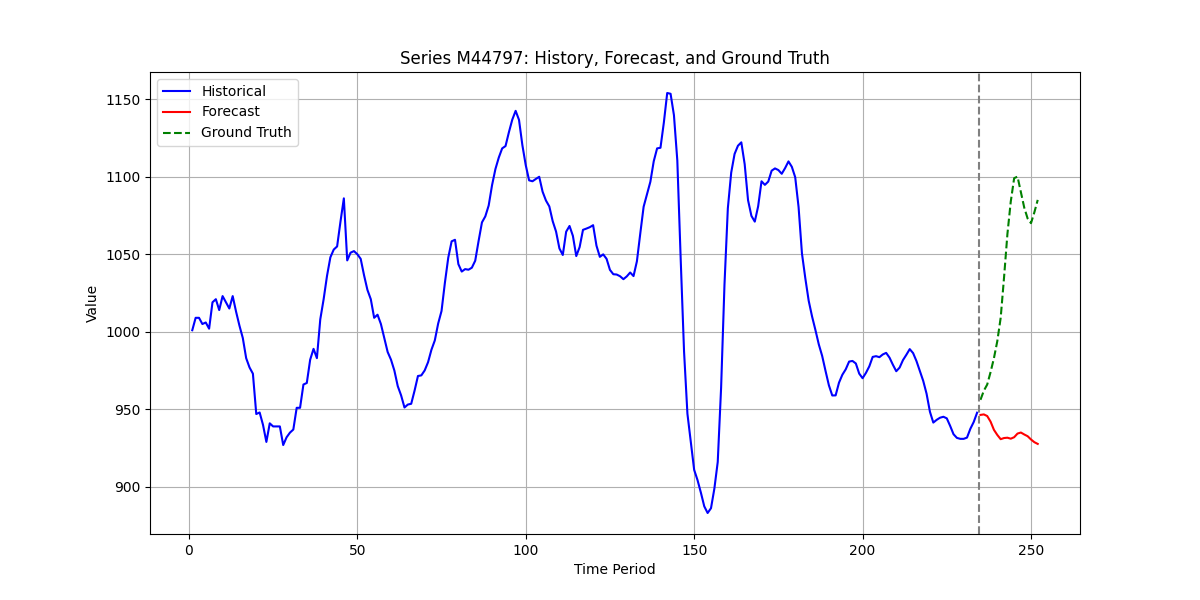 Series M44797: History, Forecast, and Ground Truth
Historical
Forecast
Ground Truth
1150
1100
1050
1000
950
900
Value
0 50 100 150 200 250
Time Period